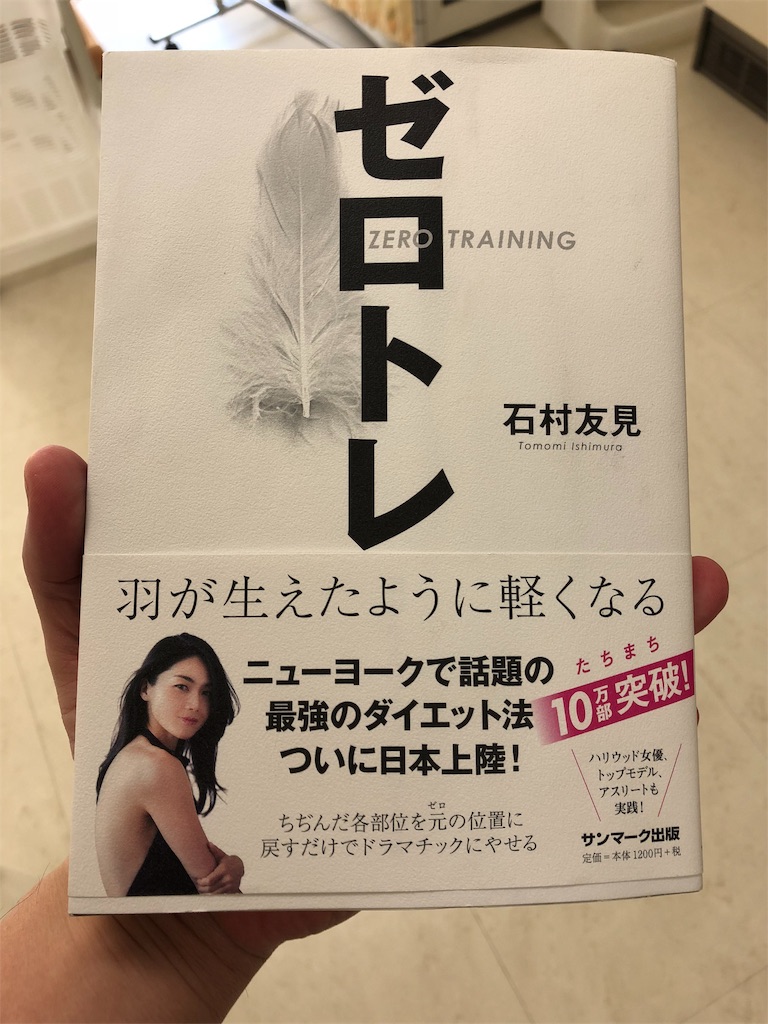 ゼロトレ
ZERO TRAINING
石村友見
Tomomi Ishimura
羽が生えたように軽くなる
ニューヨークで話題の
最強のダイエット法
ついに日本上陸!
たちまち
10万部突破!
ハリウッド女優、
トップモデル、
アスリートも
実践!
ゼロ
ちぢんだ各部位を元の位置に
戻すだけでドラマチックにやせる
サンマーク出版
定価=本体1200円+税